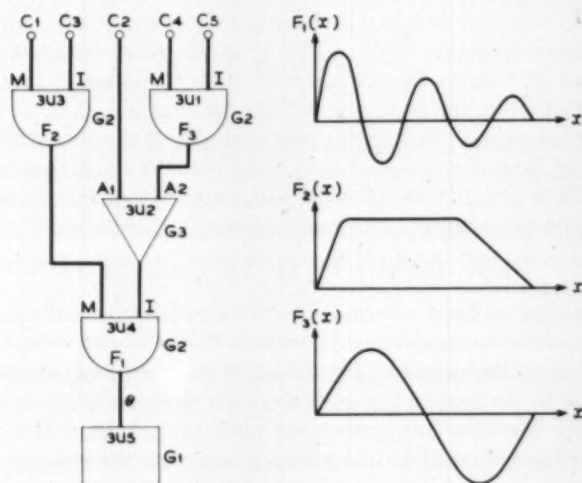 C1 C3 C2 C4 C5
M I M I
3U3 G2 3U1 G2
F2 F3
A1 A2
3U2
G3
M I
3U4 G2
F1
θ
3U5 G1
F₁(x)
x
F₂(x)
x
F₃(x)
x